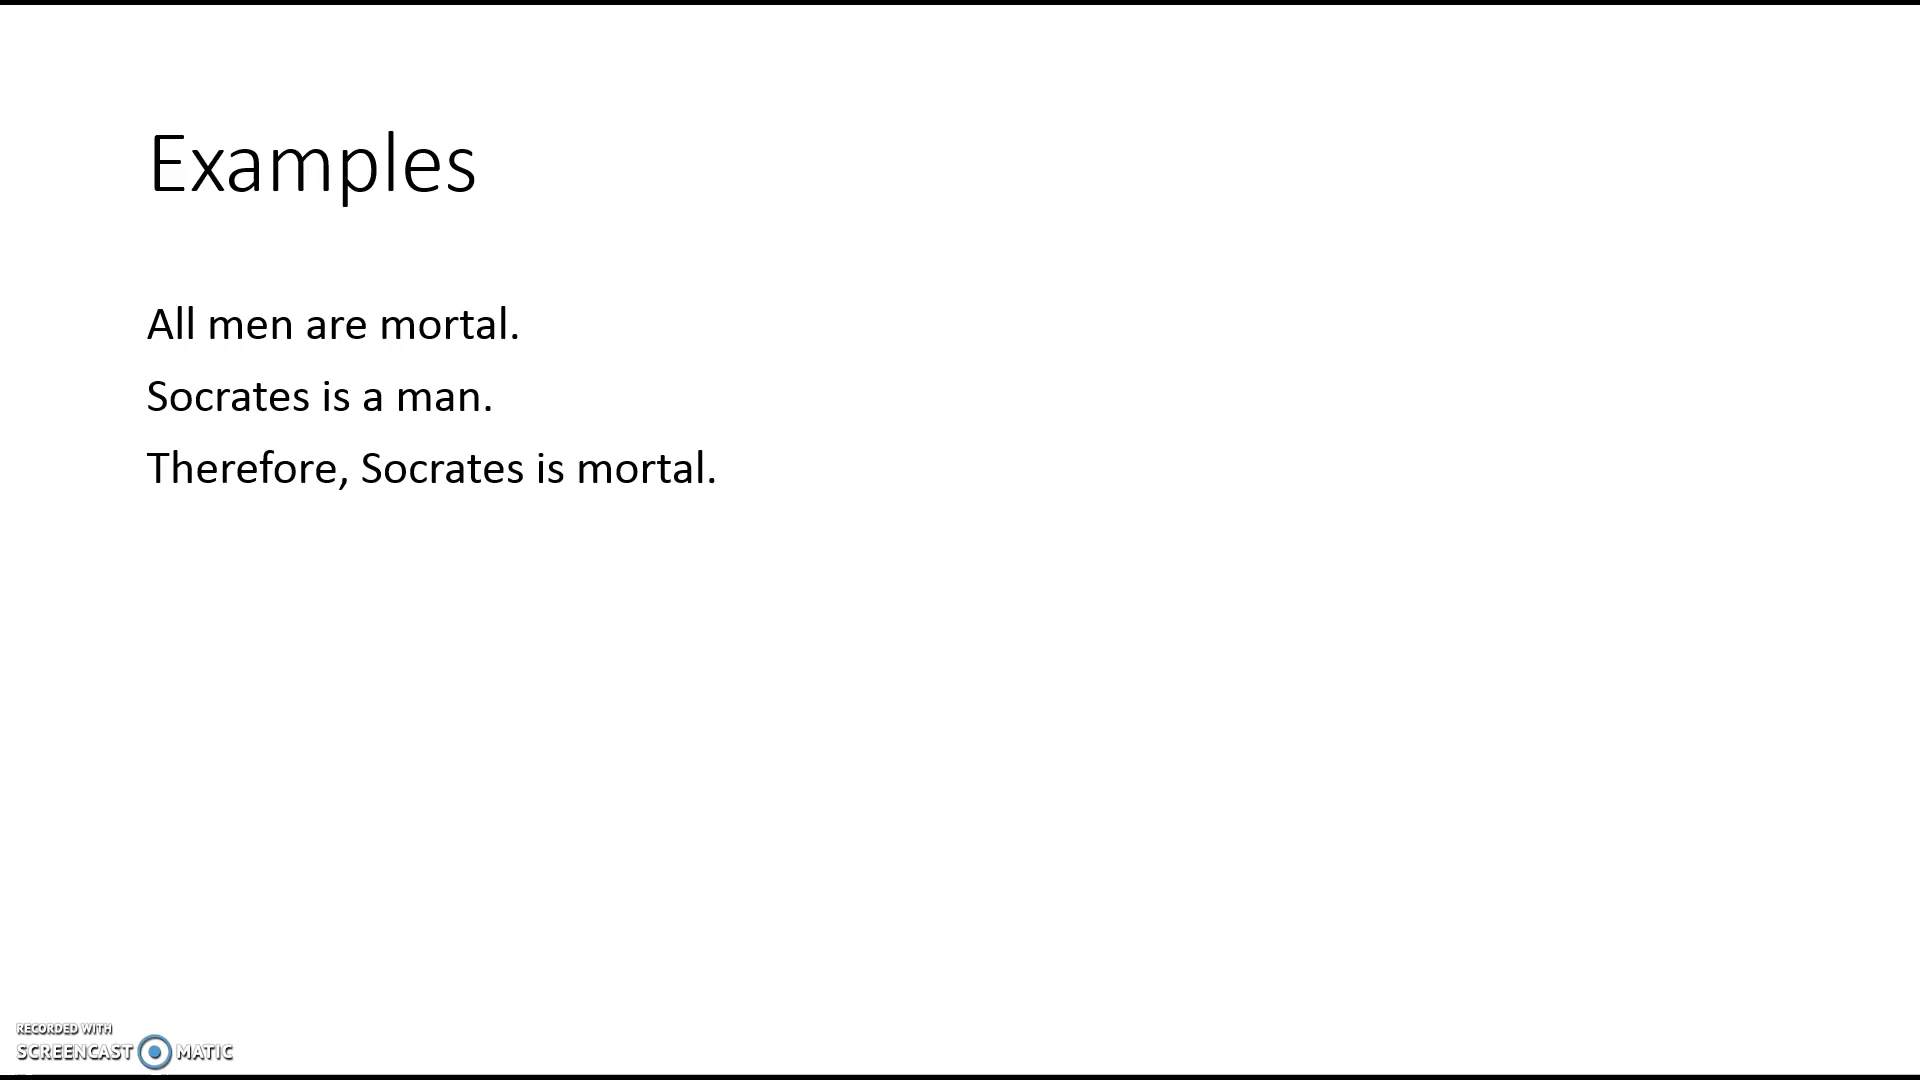 Examples
All men are mortal.
Socrates is a man.
Therefore, Socrates is mortal.
RECORDED WITH
SCREENCAST MATIC